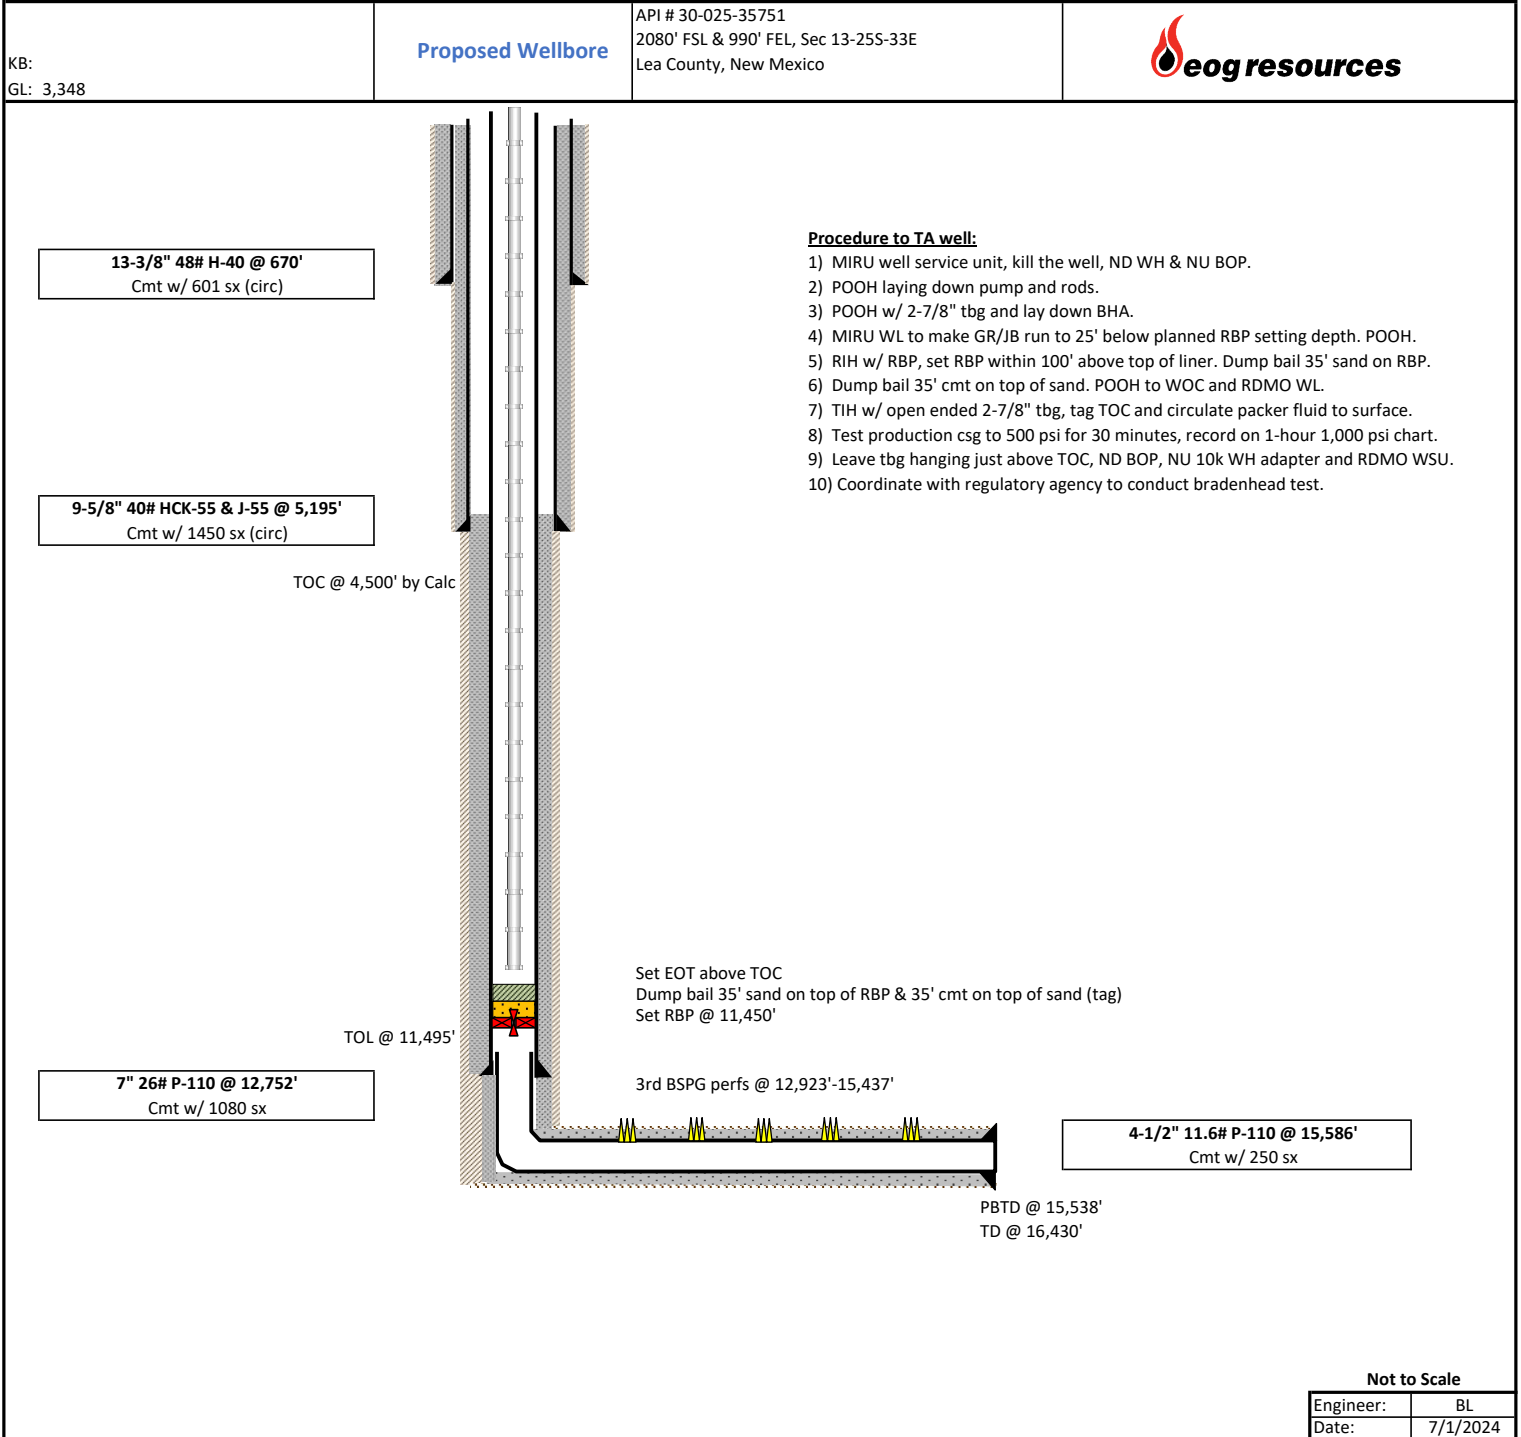 KB:
GL: 3,348
Proposed Wellbore
API # 30-025-35751
2080' FSL & 990' FEL, Sec 13-25S-33E
Lea County, New Mexico
eog resources
13-3/8" 48# H-40 @ 670'
Cmt w/ 601 sx (circ)
Procedure to TA well:
1) MIRU well service unit, kill the well, ND WH & NU BOP.
2) POOH laying down pump and rods.
3) POOH w/ 2-7/8" tbg and lay down BHA.
4) MIRU WL to make GR/JB run to 25' below planned RBP setting depth. POOH.
5) RIH w/ RBP, set RBP within 100' above top of liner. Dump bail 35' sand on RBP.
6) Dump bail 35' cmt on top of sand. POOH to WOC and RDMO WL.
7) TIH w/ open ended 2-7/8" tbg, tag TOC and circulate packer fluid to surface.
8) Test production csg to 500 psi for 30 minutes, record on 1-hour 1,000 psi chart.
9) Leave tbg hanging just above TOC, ND BOP, NU 10k WH adapter and RDMO WSU.
10) Coordinate with regulatory agency to conduct bradenhead test.
9-5/8" 40# HCK-55 & J-55 @ 5,195'
Cmt w/ 1450 sx (circ)
TOC @ 4,500' by Calc
Set EOT above TOC
Dump bail 35' sand on top of RBP & 35' cmt on top of sand (tag)
Set RBP @ 11,450'
TOL @ 11,495'
7" 26# P-110 @ 12,752'
Cmt w/ 1080 sx
3rd BSPG perfs @ 12,923'-15,437'
4-1/2" 11.6# P-110 @ 15,586'
Cmt w/ 250 sx
PBTD @ 15,538'
TD @ 16,430'
Not to Scale
Engineer: BL
Date: 7/1/2024